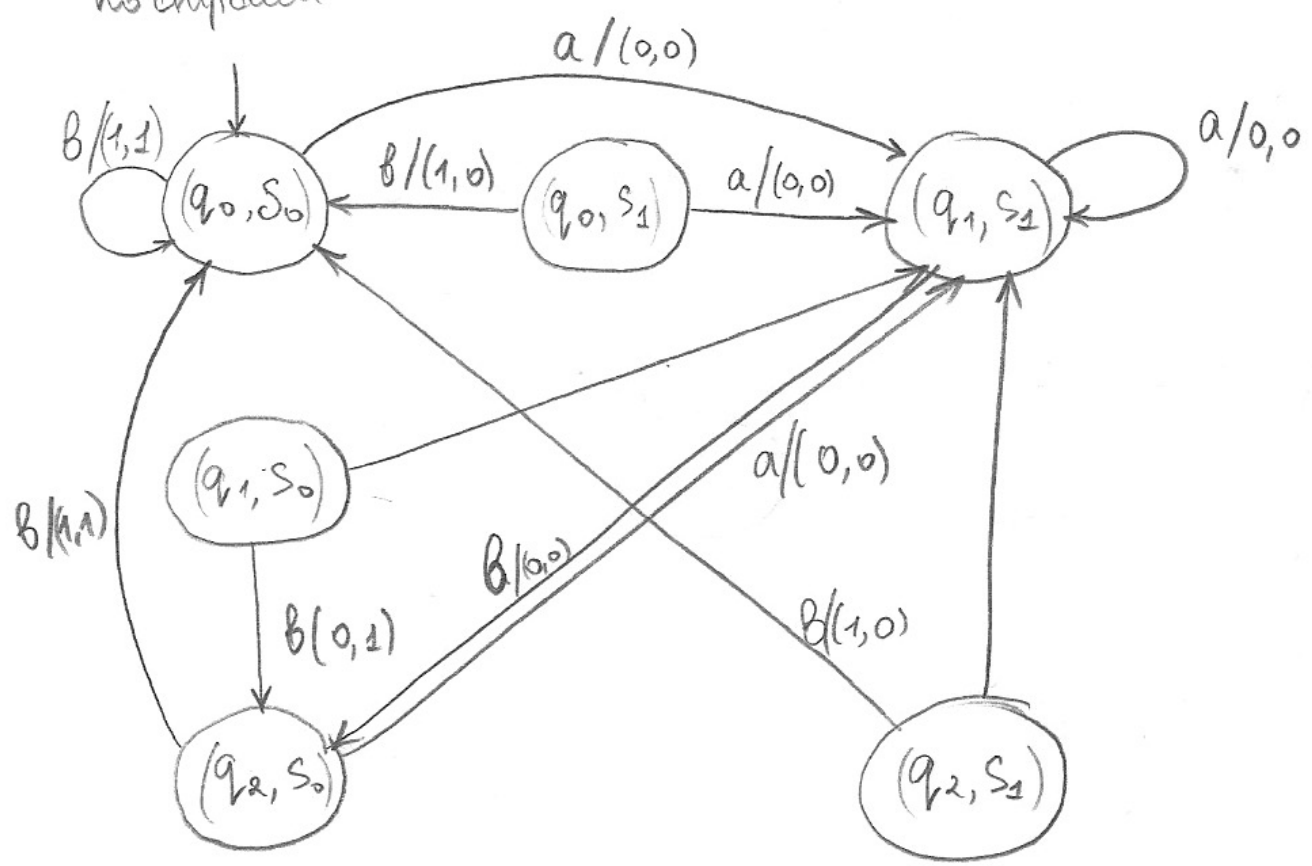 a/(0,0)
в/(1,1)
(q₀, S₀)
в/(1,0)
(q₀, S₁)
a/(0,0)
(q₁, S₁)
a/0,0
(q₁, S₀)
a/(0,0)
в/(1,1)
в/(0,0)
в(0,1)
в/(1,0)
(q₂, S₀)
(q₂, S₁)